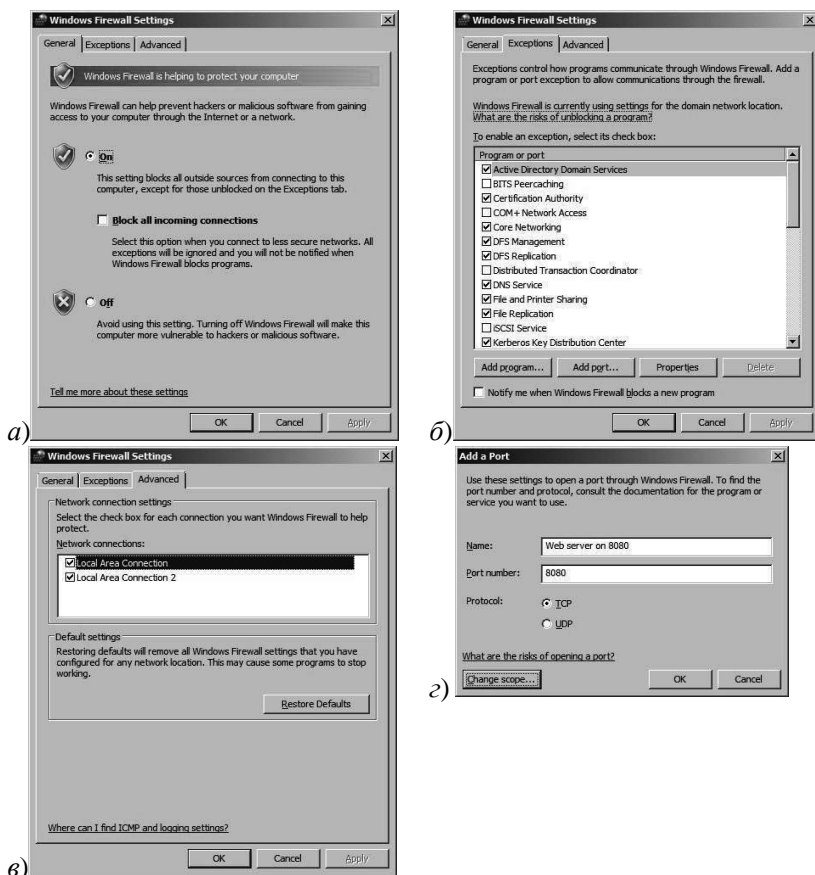 Windows Firewall Settings
General Exceptions Advanced
Windows Firewall is helping to protect your computer
Windows Firewall can help prevent hackers or malicious software from gaining
access to your computer through the Internet or a network.
On
This setting blocks all outside sources from connecting to this
computer, except for those unblocked on the Exceptions tab.
Block all incoming connections
Select this option when you connect to less secure networks. All
exceptions will be ignored and you will not be notified when
Windows Firewall blocks programs.
Off
Avoid using this setting. Turning off Windows Firewall will make this
computer more vulnerable to hackers or malicious software.
Tell me more about these settings
OK Cancel Apply
а)
Windows Firewall Settings
General Exceptions Advanced
Exceptions control how programs communicate through Windows Firewall. Add a
program or port exception to allow communications through the firewall.
Windows Firewall is currently using settings for the domain network location.
What are the risks of unblocking a program?
To enable an exception, select its check box:
Program or port
Active Directory Domain Services
BITS Peercaching
Certification Authority
COM+ Network Access
Core Networking
DFS Management
DFS Replication
Distributed Transaction Coordinator
DNS Service
File and Printer Sharing
File Replication
iSCSI Service
Kerberos Key Distribution Center
Add program... Add port... Properties Delete
Notify me when Windows Firewall blocks a new program
OK Cancel Apply
б)
Windows Firewall Settings
General Exceptions Advanced
Network connection settings
Select the check box for each connection you want Windows Firewall to help
protect.
Network connections:
Local Area Connection
Local Area Connection 2
Default settings
Restoring defaults will remove all Windows Firewall settings that you have
configured for any network location. This may cause some programs to stop
working.
Restore Defaults
Where can I find ICMP and logging settings?
OK Cancel Apply
в)
Add a Port
Use these settings to open a port through Windows Firewall. To find the
port number and protocol, consult the documentation for the program or
service you want to use.
Name: Web server on 8080
Port number: 8080
Protocol: TCP
UDP
What are the risks of opening a port?
Change scope... OK Cancel
г)